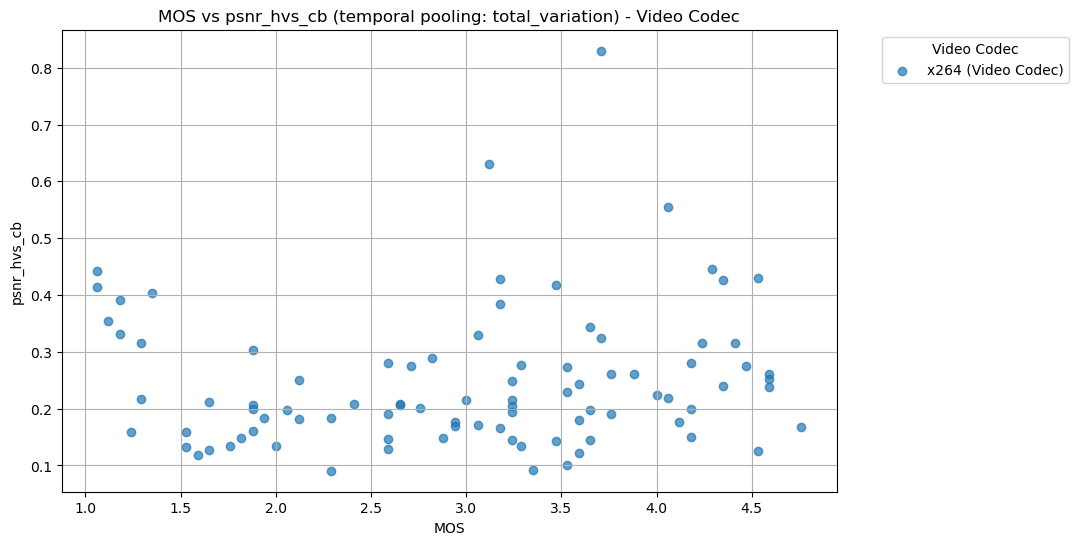 MOS vs psnr_hvs_cb (temporal pooling: total_variation) - Video Codec
Video Codec
x264 (Video Codec)
psnr_hvs_cb
0.8
0.7
0.6
0.5
0.4
0.3
0.2
0.1
1.0 1.5 2.0 2.5 3.0 3.5 4.0 4.5
MOS